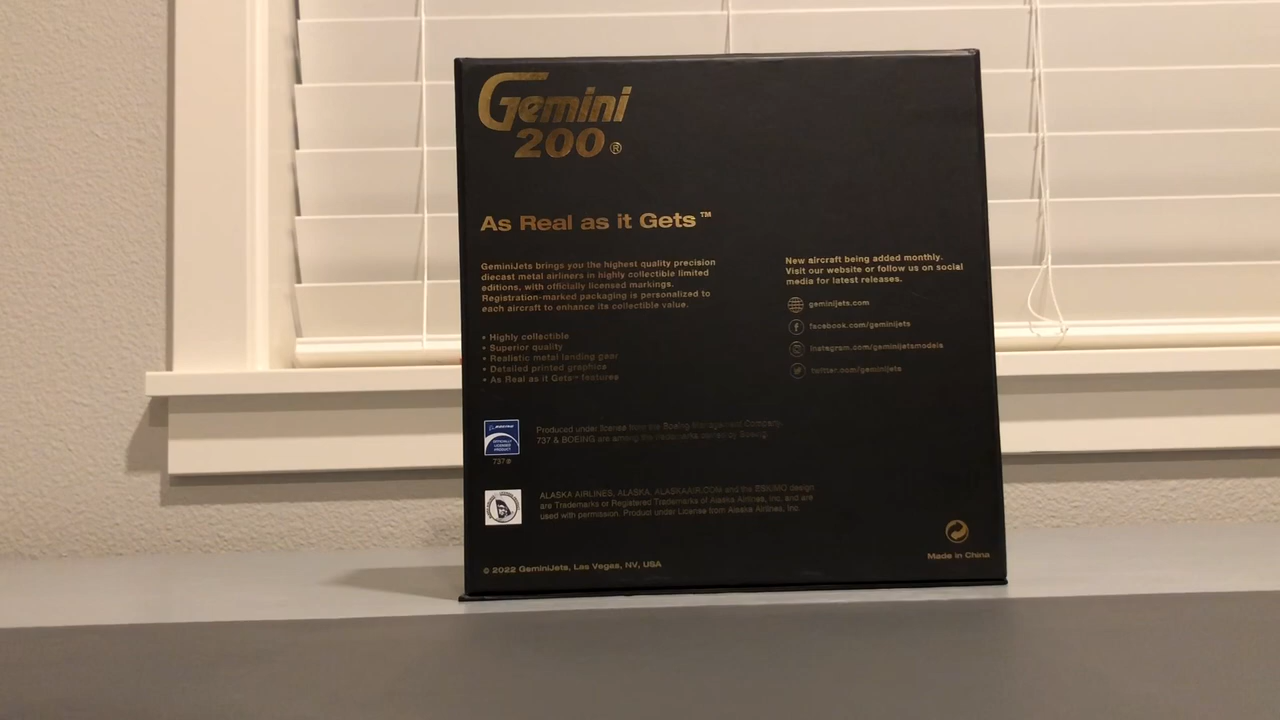 Gemini
200®
As Real as it Gets™
GeminiJets brings you the highest quality precision
diecast metal airliners in highly collectible limited
editions, with officially licensed markings.
Registration-marked packaging is personalized to
each aircraft to enhance its collectible value.
• Highly collectible
• Superior quality
• Realistic metal landing gear
• Detailed printed graphics
• As Real as it Gets™ features
New aircraft being added monthly.
Visit our website or follow us on social
media for latest releases.
geminijets.com
facebook.com/geminijets
instagram.com/geminijetsmodels
twitter.com/geminijets
BOEING
OFFICIALLY
LICENSED
PRODUCT
737®
Produced under license from the Boeing Management Company.
737 & BOEING are among the trademarks owned by Boeing.
ALASKA AIRLINES, ALASKA, ALASKAAIR.COM and the ESKIMO design
are Trademarks or Registered Trademarks of Alaska Airlines, Inc. and are
used with permission. Product under License from Alaska Airlines, Inc.
© 2022 GeminiJets, Las Vegas, NV, USA
Made in China